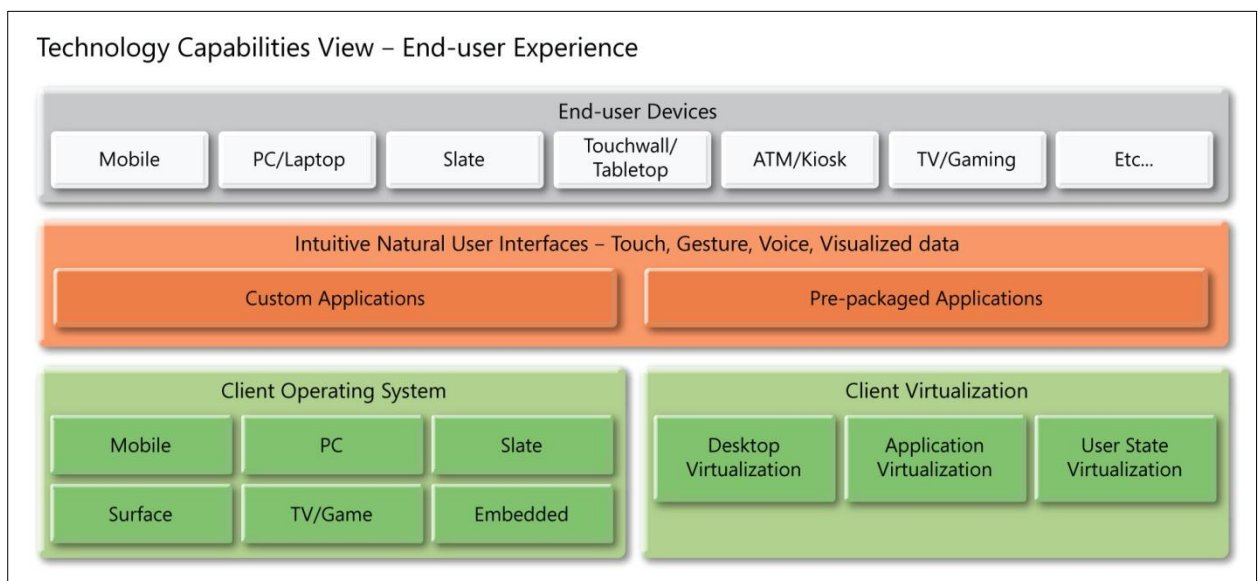 Technology Capabilities View – End-user Experience
End-user Devices
Mobile
PC/Laptop
Slate
Touchwall/
Tabletop
ATM/Kiosk
TV/Gaming
Etc...
Intuitive Natural User Interfaces – Touch, Gesture, Voice, Visualized data
Custom Applications
Pre-packaged Applications
Client Operating System
Mobile
PC
Slate
Surface
TV/Game
Embedded
Client Virtualization
Desktop
Virtualization
Application
Virtualization
User State
Virtualization